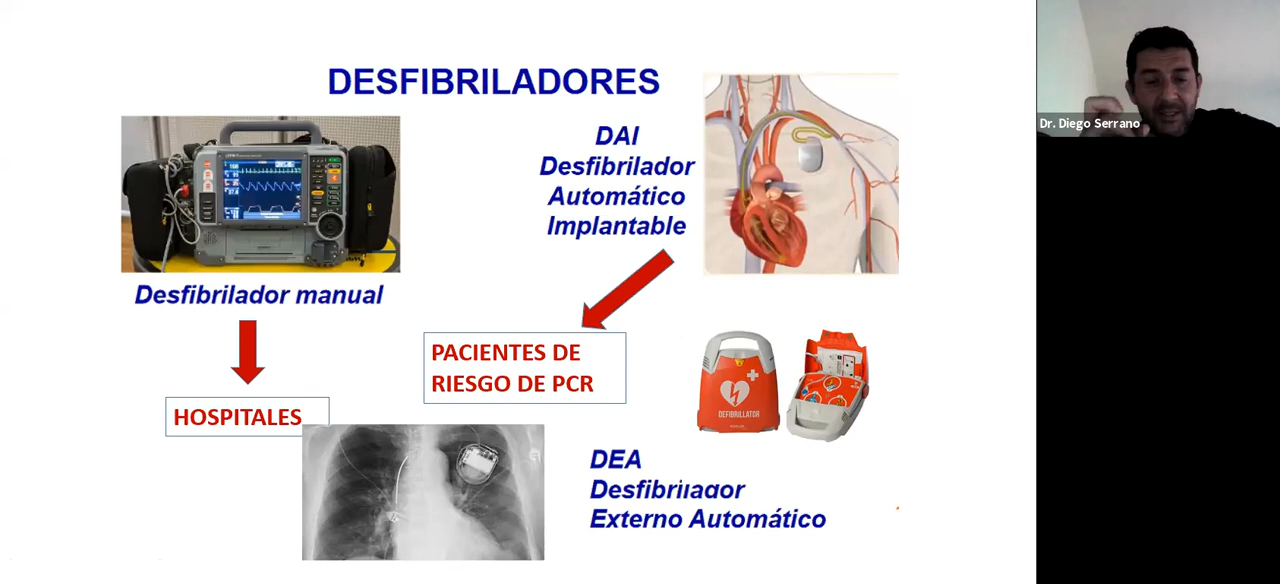 DESFIBRILADORES
DAI
Desfibrilador
Automático
Implantable
Desfibrilador manual
HOSPITALES
PACIENTES DE
RIESGO DE PCR
DEFIBRILLATOR
DEA
Desfibrilador
Externo Automático
Dr. Diego Serrano